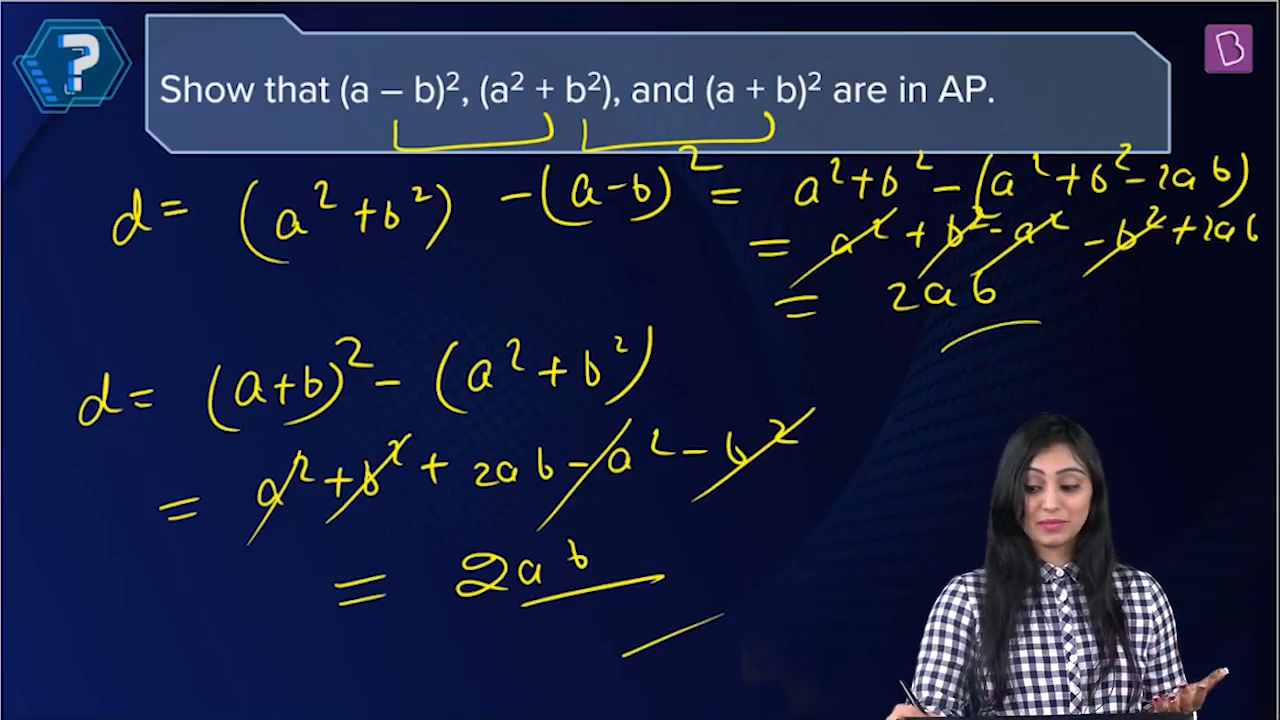 Show that (a – b)², (a² + b²), and (a + b)² are in AP.
d = (a² + b²) - (a - b)² = a² + b² - (a² + b² - 2ab)
= a² + b² - a² - b² + 2ab
= 2ab
d = (a + b)² - (a² + b²)
= a² + b² + 2ab - a² - b²
= 2ab